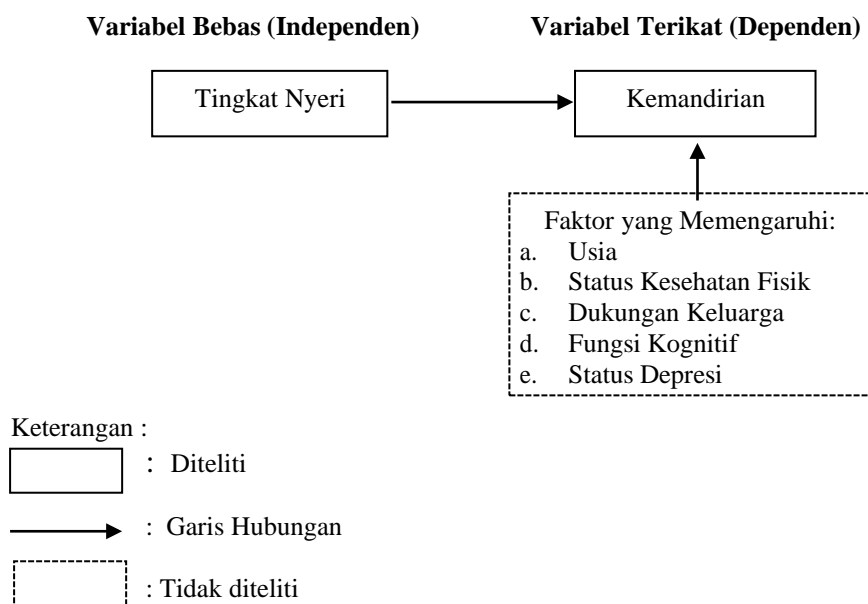 Variabel Bebas (Independen) Variabel Terikat (Dependen)
Tingkat Nyeri Kemandirian
Faktor yang Memengaruhi:
a. Usia
b. Status Kesehatan Fisik
c. Dukungan Keluarga
d. Fungsi Kognitif
e. Status Depresi
Keterangan :
: Diteliti
: Garis Hubungan
: Tidak diteliti